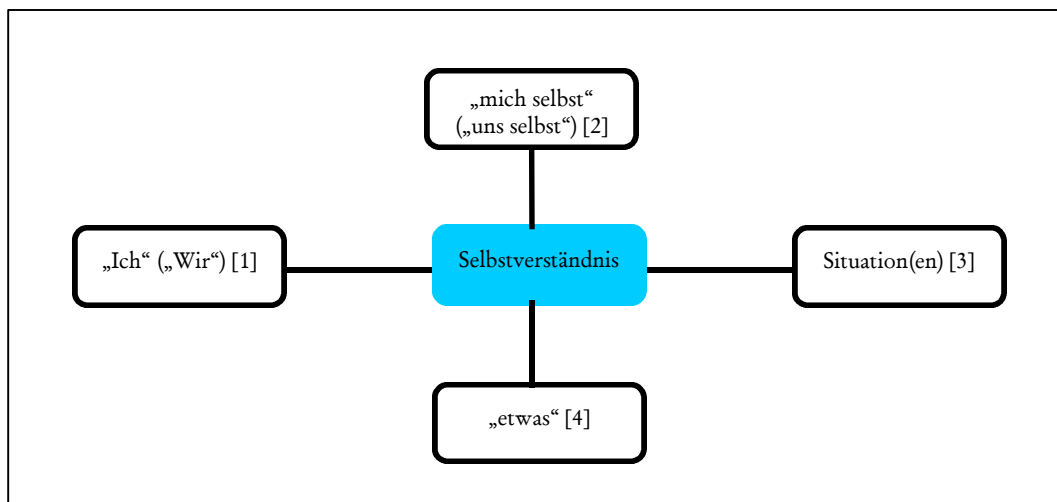 „mich selbst“
(„uns selbst“) [2]
„Ich“ („Wir“) [1]
Selbstverständnis
Situation(en) [3]
„etwas“ [4]